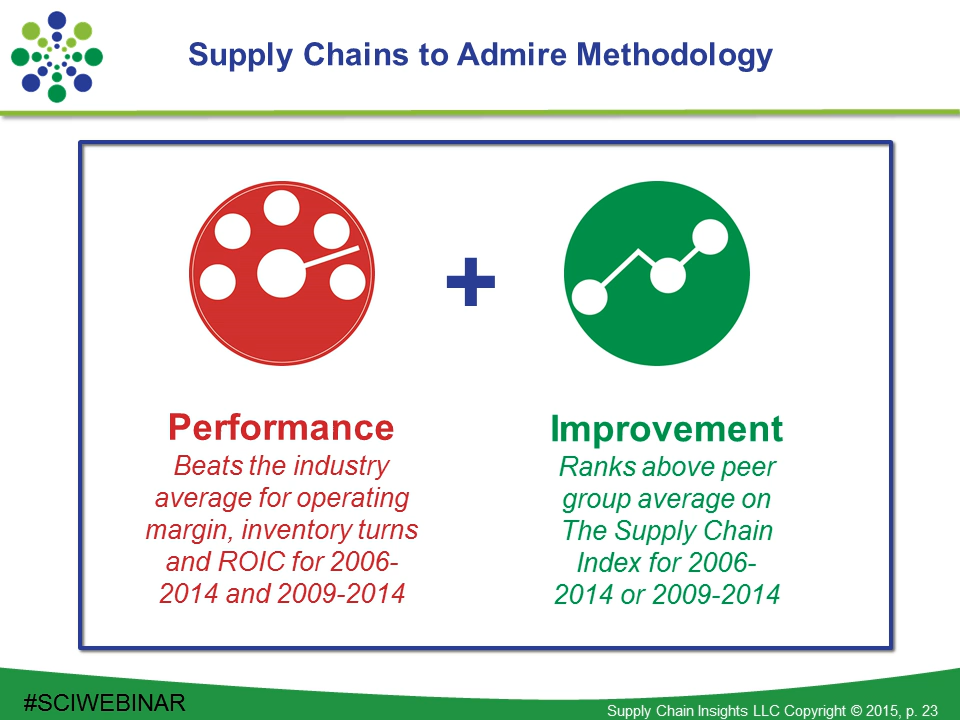 Supply Chains to Admire Methodology
+
Performance
Beats the industry
average for operating
margin, inventory turns
and ROIC for 2006-
2014 and 2009-2014
Improvement
Ranks above peer
group average on
The Supply Chain
Index for 2006-
2014 or 2009-2014
#SCIWEBINAR
Supply Chain Insights LLC Copyright © 2015, p. 23